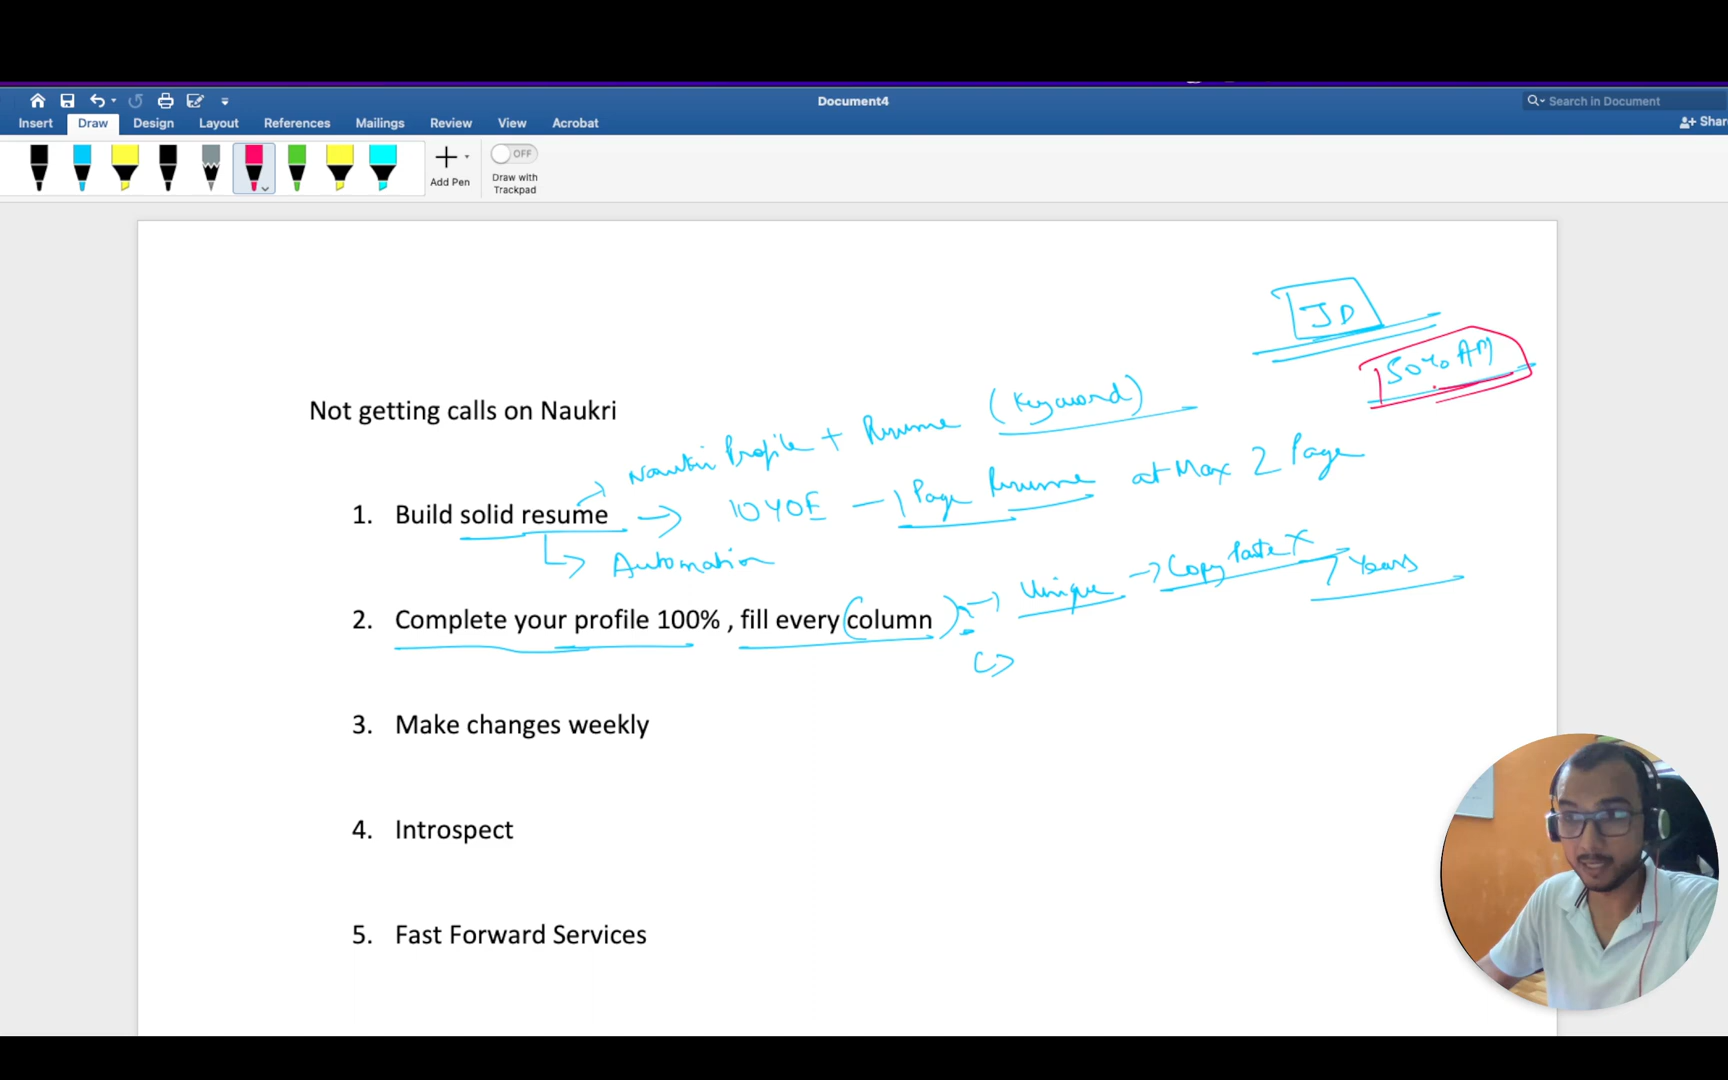 Document4
Search in Document
Insert Draw Design Layout References Mailings Review View Acrobat
Shar
OFF
Add Pen
Draw with
Trackpad
JD
50% AM
Not getting calls on Naukri
Naukri Profile + Resume (Keyword)
1. Build solid resume → 10 YOE — 1 Page Resume at Max 2 Page
Automation
2. Complete your profile 100% , fill every column → Unique → Copy Paste X
Years
3. Make changes weekly
4. Introspect
5. Fast Forward Services